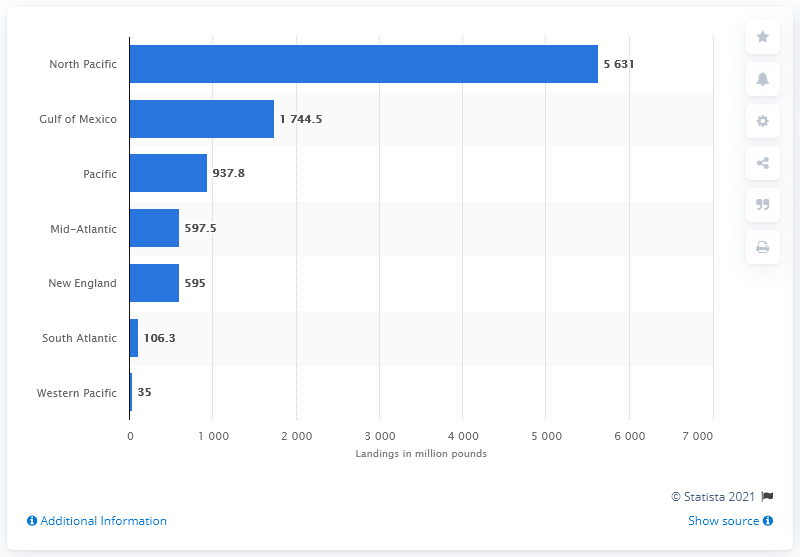 North Pacific 5 631
Gulf of Mexico 1 744.5
Pacific 937.8
Mid-Atlantic 597.5
New England 595
South Atlantic 106.3
Western Pacific 35
0 1 000 2 000 3 000 4 000 5 000 6 000 7 000
Landings in million pounds
© Statista 2021
Additional Information Show source